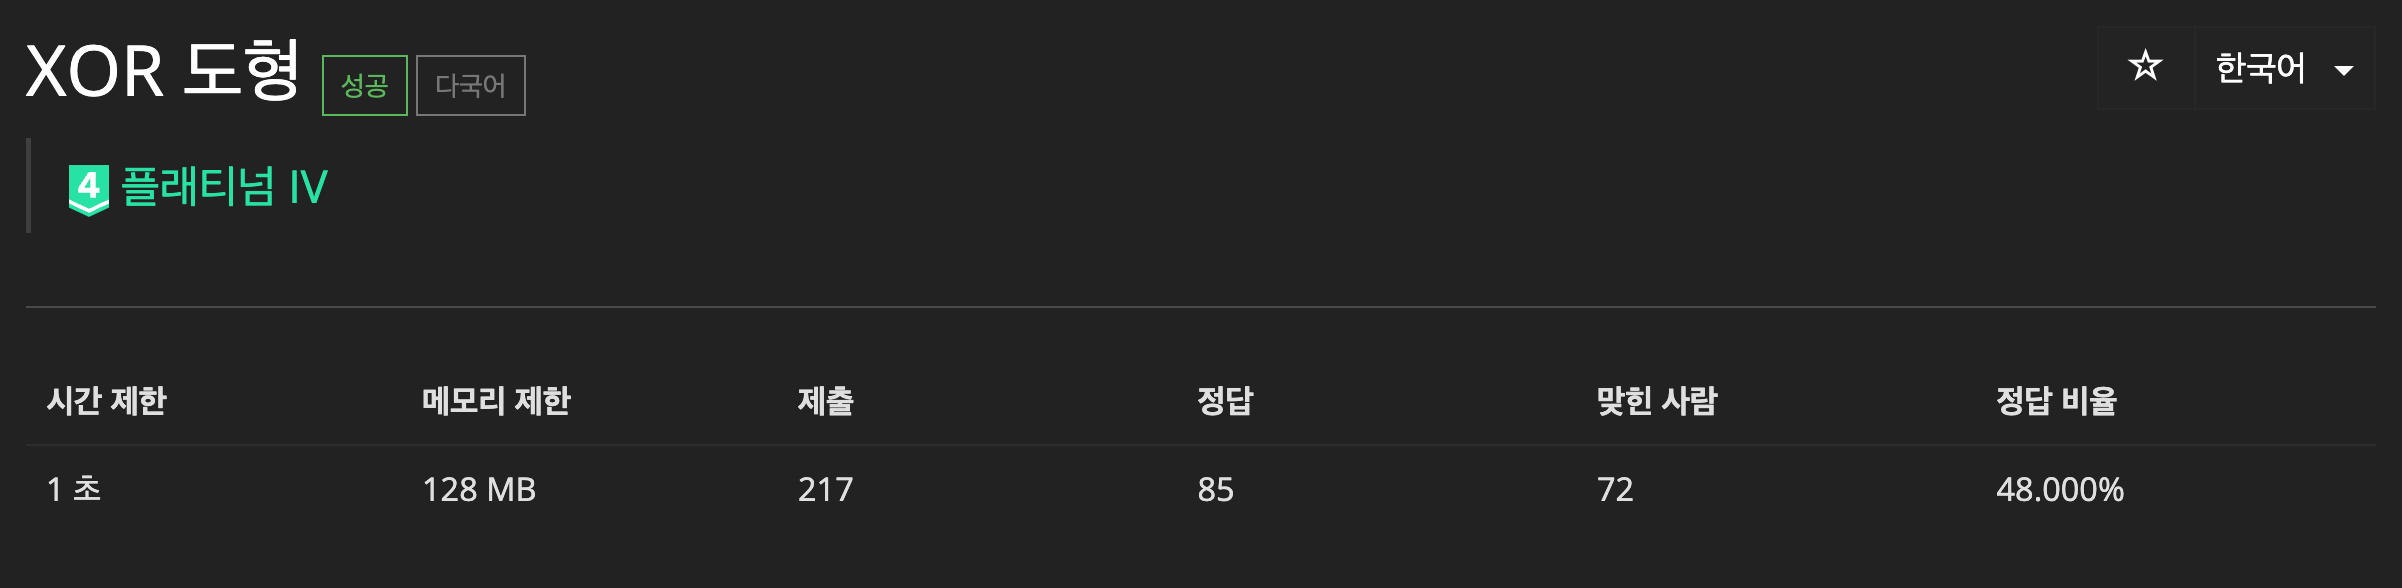 XOR 도형 성공 다국어 한국어
4 플래티넘 IV
시간 제한 메모리 제한 제출 정답 맞힌 사람 정답 비율
1 초 128 MB 217 85 72 48.000%